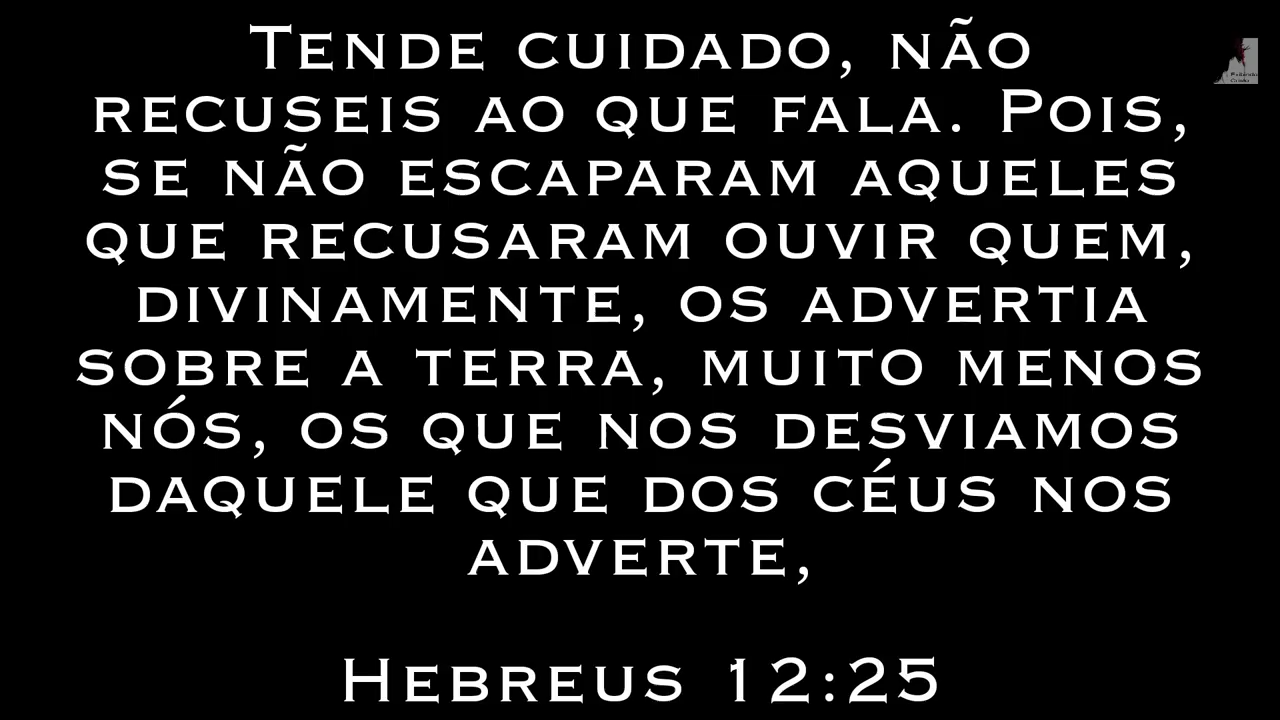 Tende cuidado, não
recuseis ao que fala. Pois,
se não escaparam aqueles
que recusaram ouvir quem,
divinamente, os advertia
sobre a terra, muito menos
nós, os que nos desviamos
daquele que dos céus nos
adverte,
Hebreus 12:25